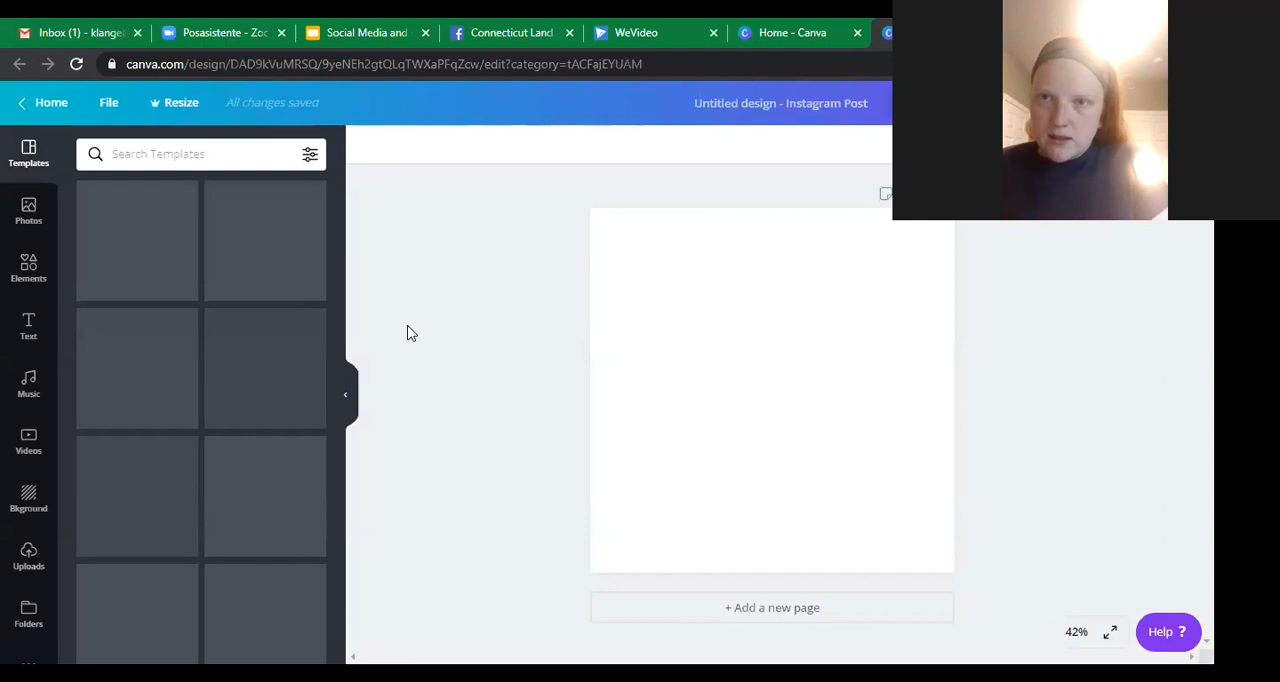 Inbox (1) - klange
Posasistente - Zoo
Social Media and
Connecticut Land
WeVideo
Home - Canva
canva.com/design/DAD9kVuMRSQ/9yeNEh2gtQLqTWXaPFqZcw/edit?category=tACFajEYUAM
Home
File
Resize
All changes saved
Untitled design - Instagram Post
Templates
Search Templates
Photos
Elements
Text
Music
Videos
Bkground
Uploads
Folders
+ Add a new page
42%
Help ?